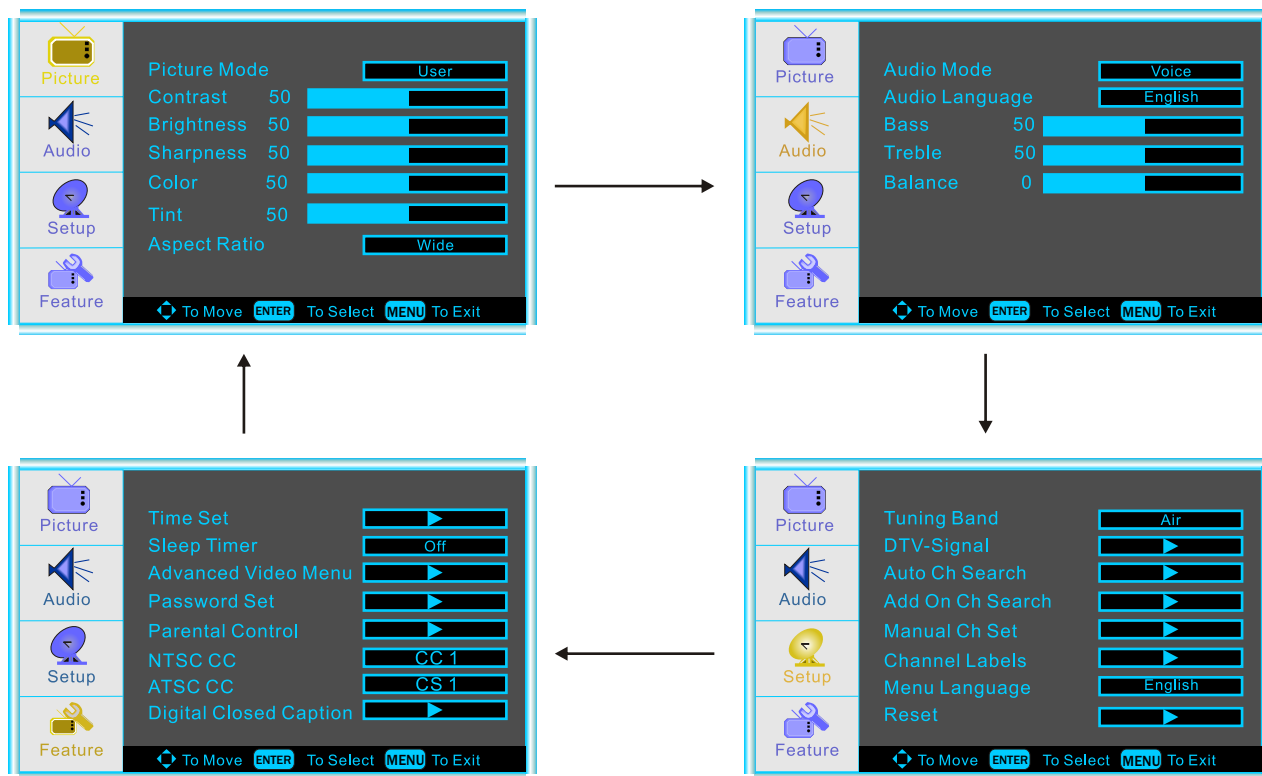 Picture
Audio
Setup
Feature
Picture Mode User
Contrast 50
Brightness 50
Sharpness 50
Color 50
Tint 50
Aspect Ratio Wide
To Move ENTER To Select MENU To Exit
Picture
Audio
Setup
Feature
Audio Mode Voice
Audio Language English
Bass 50
Treble 50
Balance 0
To Move ENTER To Select MENU To Exit
Picture
Audio
Setup
Feature
Time Set
Sleep Timer Off
Advanced Video Menu
Password Set
Parental Control
NTSC CC CC 1
ATSC CC CS 1
Digital Closed Caption
To Move ENTER To Select MENU To Exit
Picture
Audio
Setup
Feature
Tuning Band Air
DTV-Signal
Auto Ch Search
Add On Ch Search
Manual Ch Set
Channel Labels
Menu Language English
Reset
To Move ENTER To Select MENU To Exit